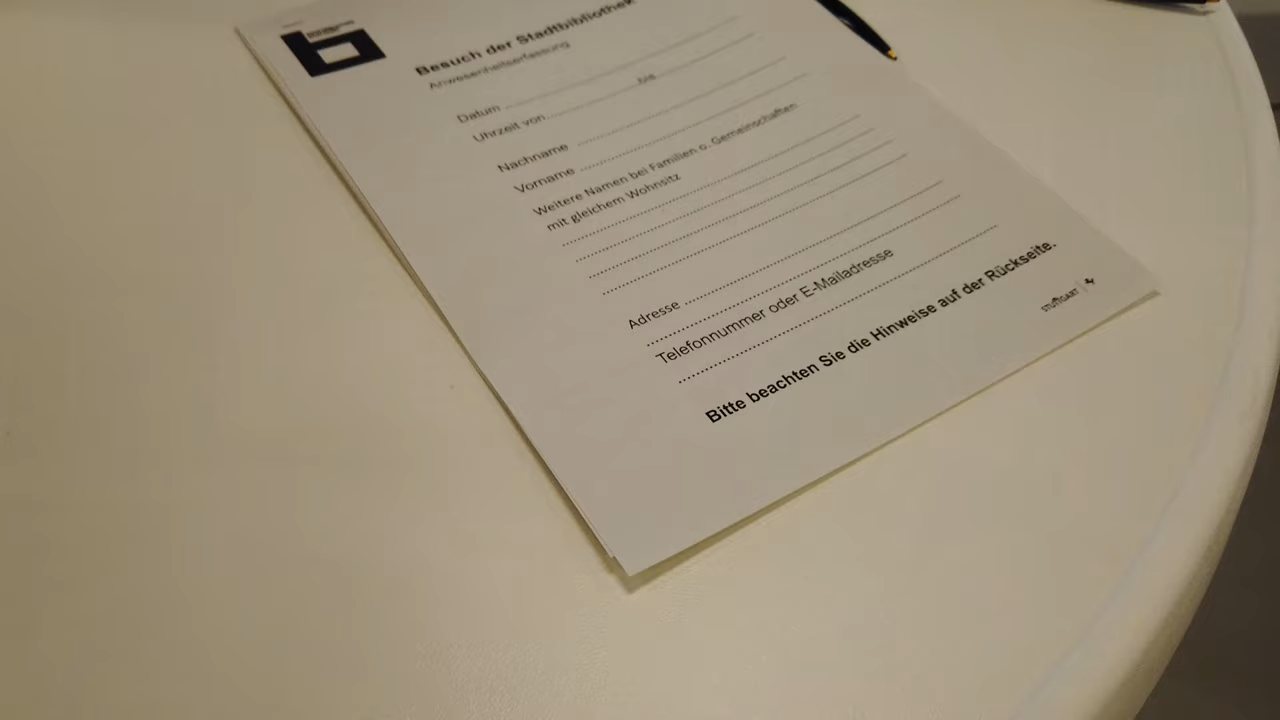 Besuch der Stadtbibliothek
Anwesenheitserfassung
Datum
Uhrzeit von bis
Nachname
Vorname
Weitere Namen bei Familien o. Gemeinschaften
mit gleichem Wohnsitz
Adresse
Telefonnummer oder E-Mailadresse
Bitte beachten Sie die Hinweise auf der Rückseite.
STUTTGART